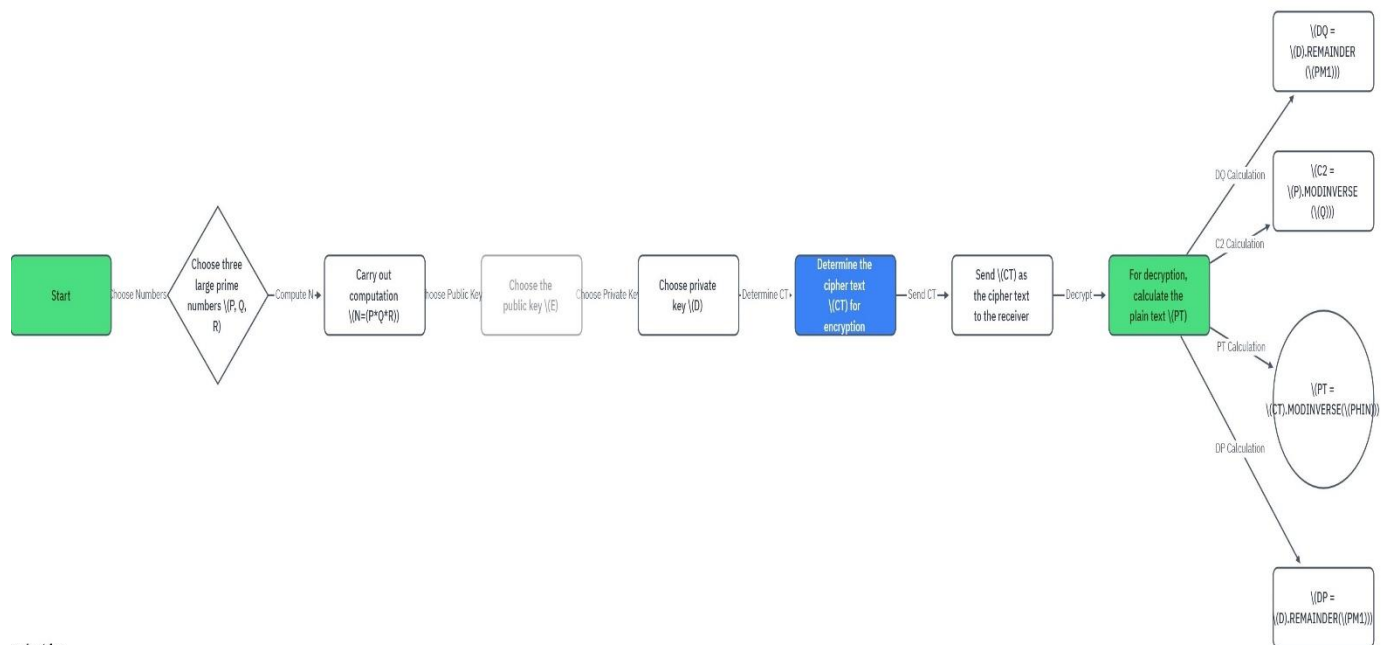 \(DQ =
\(D).REMAINDER
(\(PM1)))
DQ Calculation
\(C2 =
\(P).MODINVERSE
(\(Q)))
C2 Calculation
Start
Choose Numbers
Choose three
large prime
numbers \(P, Q,
R)
Compute N
Carry out
computation
\(N=(P*Q*R))
hoose Public Key
Choose the
public key \(E)
Choose Private Key
Choose private
key \(D)
Determine CT
Determine the
cipher text
\(CT) for
encryption
Send CT
Send \(CT) as
the cipher text
to the receiver
Decrypt
For decryption,
calculate the
plain text \(PT)
PT Calculation
\(PT =
\(CT).MODINVERSE(\(PHIN)))
DP Calculation
\(DP =
\(D).REMAINDER(\(PM1)))